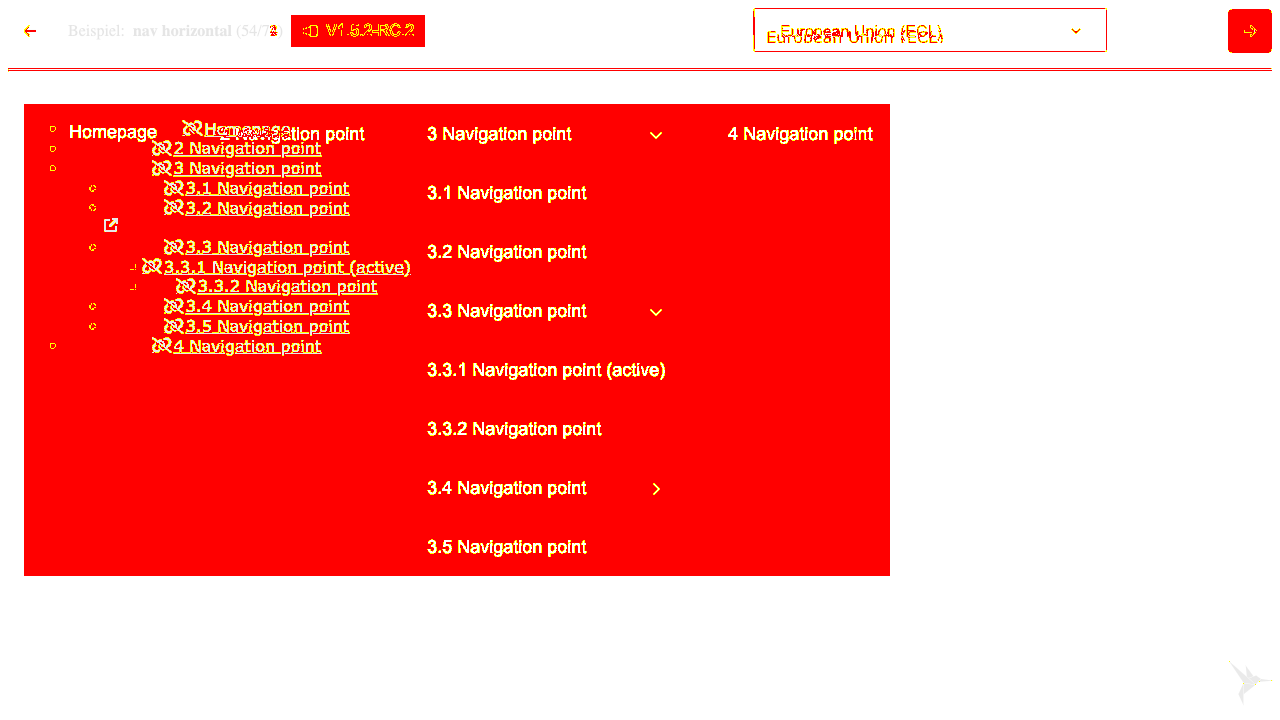 Beispiel: nav horizontal (54/7
V1.5.2-RC.2
European Union (ECL)
European Union (ECL)
Homepage
Homepage
2 Navigation point
3 Navigation point
4 Navigation point
2 Navigation point
3 Navigation point
3.1 Navigation point
3.2 Navigation point
3.3 Navigation point
3.3.1 Navigation point (active)
3.3.2 Navigation point
3.4 Navigation point
3.5 Navigation point
4 Navigation point
3.1 Navigation point
3.2 Navigation point
3.3 Navigation point
3.3.1 Navigation point (active)
3.3.2 Navigation point
3.4 Navigation point
3.5 Navigation point